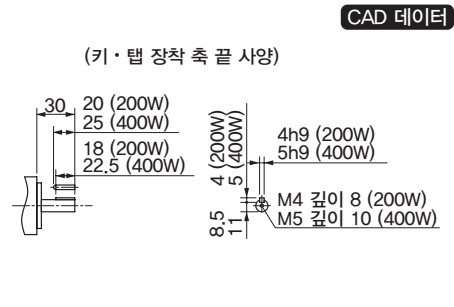 CAD 데이터
(키・탭 장착 축 끝 사양)
30
20 (200W)
25 (400W)
18 (200W)
22.5 (400W)
4 (200W)
5 (400W)
8.5
11
4h9 (200W)
5h9 (400W)
M4 깊이 8 (200W)
M5 깊이 10 (400W)